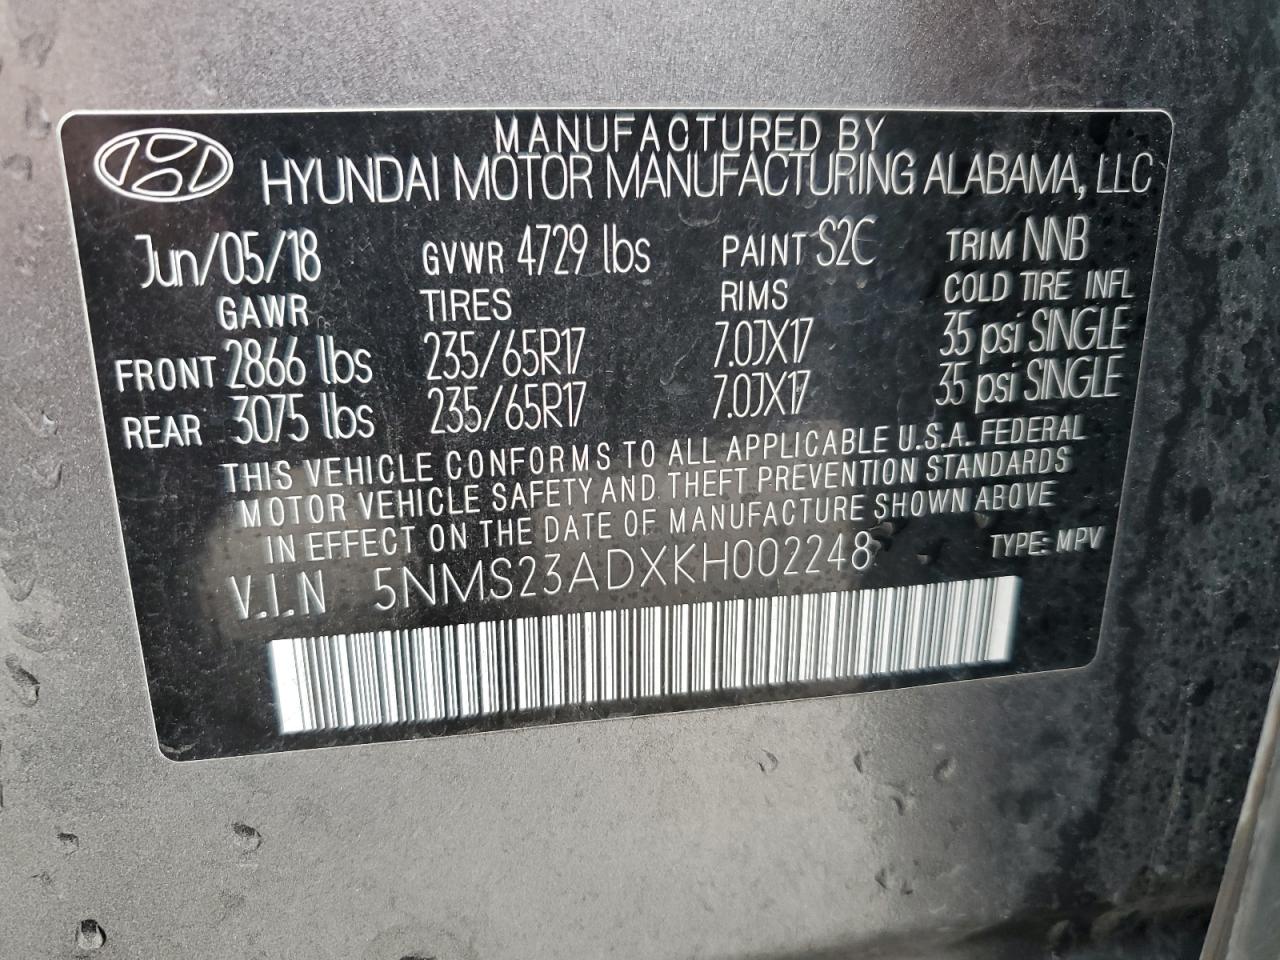 MANUFACTURED BY
HYUNDAI MOTOR MANUFACTURING ALABAMA, LLC
Jun/05/18 GVWR 4729 lbs PAINT S2C TRIM NNB
GAWR TIRES RIMS COLD TIRE INFL
FRONT 2866 lbs 235/65R17 7.0JX17 35 psi SINGLE
REAR 3075 lbs 235/65R17 7.0JX17 35 psi SINGLE
THIS VEHICLE CONFORMS TO ALL APPLICABLE U.S.A. FEDERAL
MOTOR VEHICLE SAFETY AND THEFT PREVENTION STANDARDS
IN EFFECT ON THE DATE OF MANUFACTURE SHOWN ABOVE
V.I.N 5NMS23ADXKH002248 TYPE: MPV